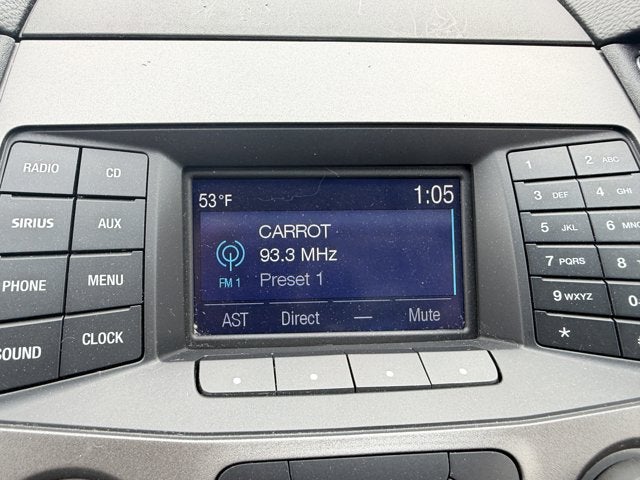 RADIO CD
SIRIUS AUX
PHONE MENU
SOUND CLOCK
53°F 1:05
CARROT
93.3 MHz
FM 1 Preset 1
AST Direct — Mute
1 2 ABC
3 DEF 4 GHI
5 JKL 6 MNO
7 PQRS 8
9 WXYZ 0
*